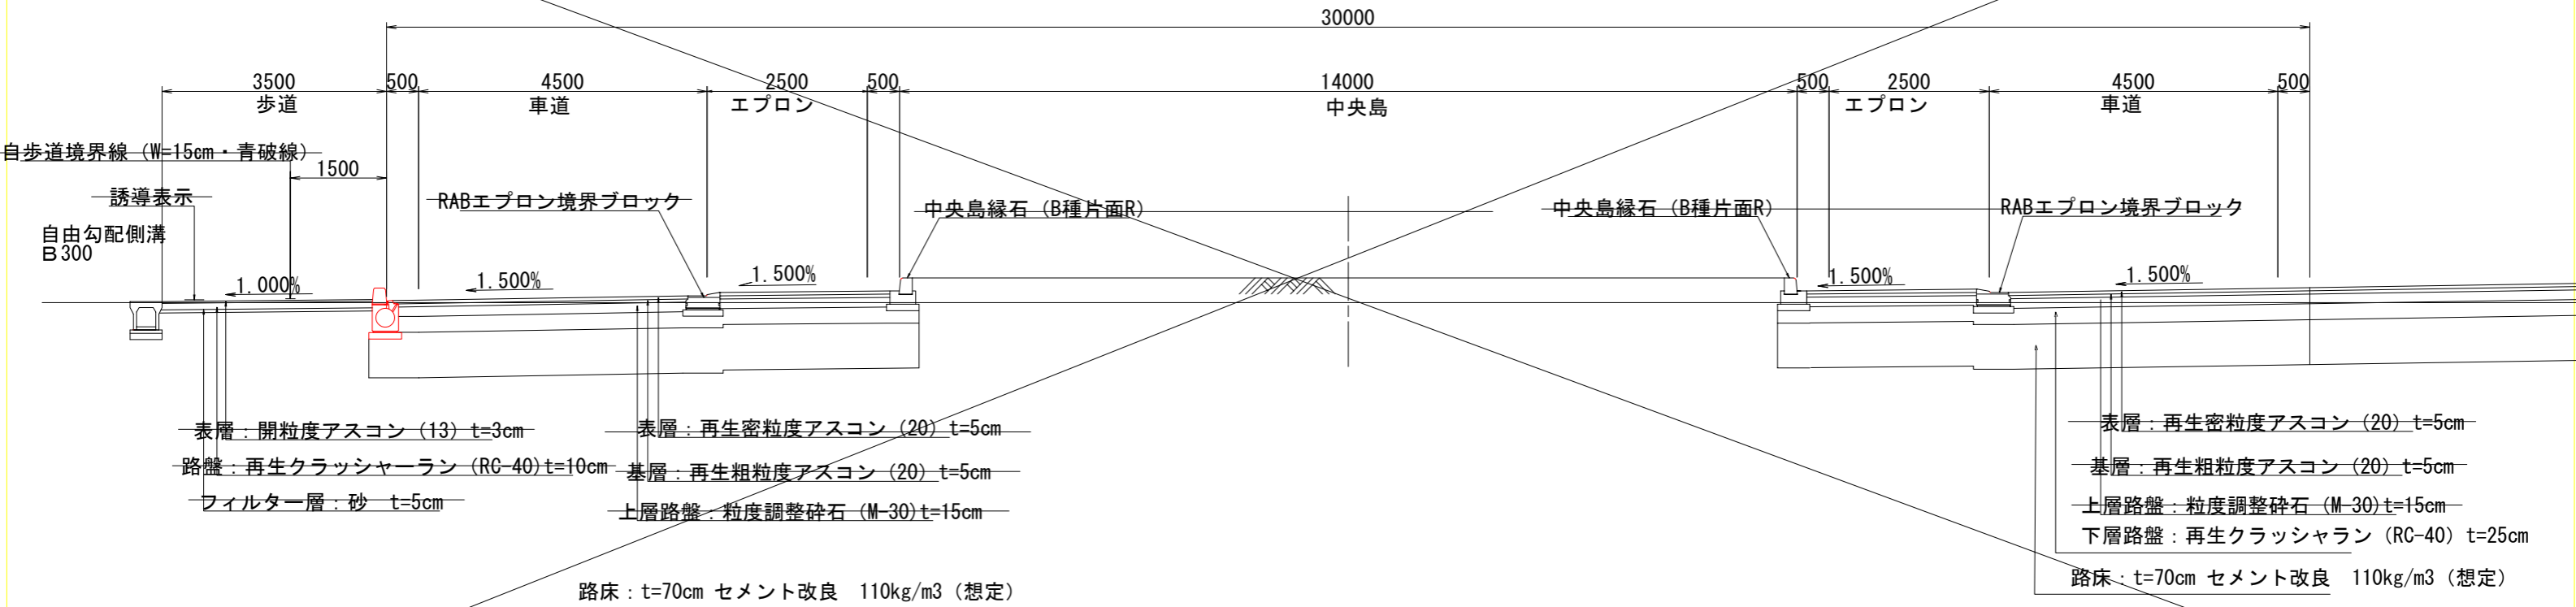 30000
3500 500 4500 2500 500 14000 500 2500 4500 500
歩道 車道 エプロン 中央島 エプロン 車道
自歩道境界線（W=15cm・青破線）
1500
誘導表示
RABエプロン境界ブロック
中央島縁石（B種片面R）
中央島縁石（B種片面R）
RABエプロン境界ブロック
自由勾配側溝
Ｂ300
1.000%
1.500%
1.500%
1.500%
1.500%
表層：開粒度アスコン（13）t=3cm
路盤：再生クラッシャーラン（RC-40）t=10cm
フィルター層：砂 t=5cm
表層：再生密粒度アスコン（20）t=5cm
基層：再生粗粒度アスコン（20）t=5cm
上層路盤：粒度調整砕石（M-30）t=15cm
路床：t=70cm セメント改良 110kg/m3（想定）
表層：再生密粒度アスコン（20）t=5cm
基層：再生粗粒度アスコン（20）t=5cm
上層路盤：粒度調整砕石（M-30）t=15cm
下層路盤：再生クラッシャラン（RC-40）t=25cm
路床：t=70cm セメント改良 110kg/m3（想定）